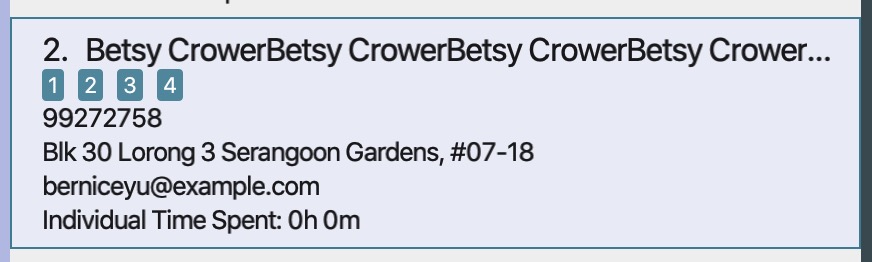 2. Betsy CrowerBetsy CrowerBetsy CrowerBetsy Crower...
1 2 3 4
99272758
Blk 30 Lorong 3 Serangoon Gardens, #07-18
berniceyu@example.com
Individual Time Spent: 0h 0m